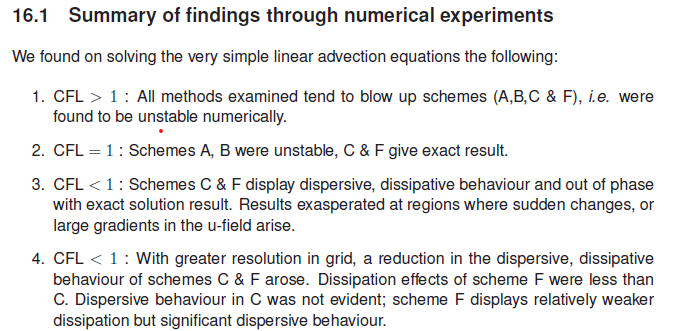 16.1 Summary of findings through numerical experiments
We found on solving the very simple linear advection equations the following:
1. CFL > 1 : All methods examined tend to blow up schemes (A,B,C & F), i.e. were
found to be unstable numerically.
2. CFL = 1 : Schemes A, B were unstable, C & F give exact result.
3. CFL < 1 : Schemes C & F display dispersive, dissipative behaviour and out of phase
with exact solution result. Results exasperated at regions where sudden changes, or
large gradients in the u-field arise.
4. CFL < 1 : With greater resolution in grid, a reduction in the dispersive, dissipative
behaviour of schemes C & F arose. Dissipation effects of scheme F were less than
C. Dispersive behaviour in C was not evident; scheme F displays relatively weaker
dissipation but significant dispersive behaviour.